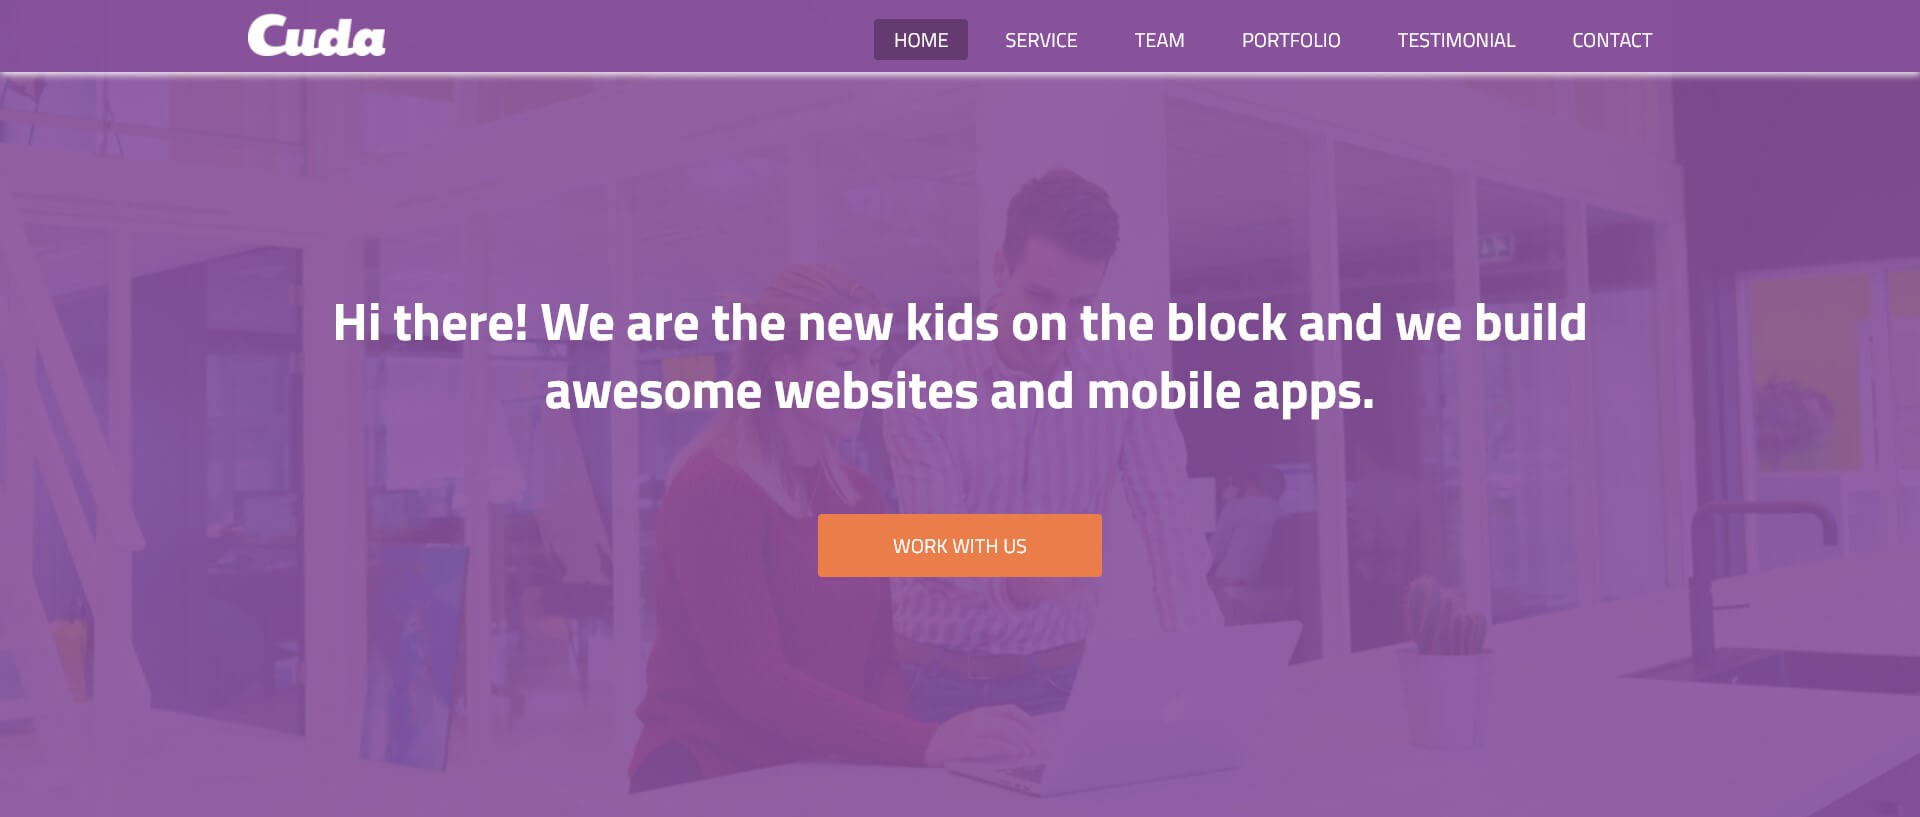 Cuda
HOME SERVICE TEAM PORTFOLIO TESTIMONIAL CONTACT
Hi there! We are the new kids on the block and we build
awesome websites and mobile apps.
WORK WITH US